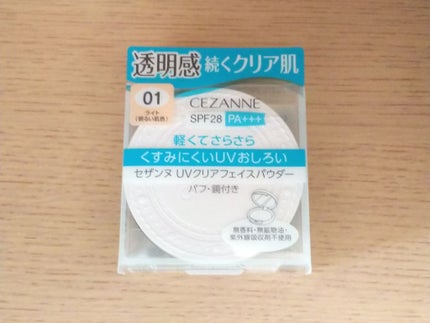 透明感 続くクリア肌
01
ライト
(明るい肌色)
CEZANNE
SPF28 PA+++
軽くてさらさら
くすみにくいUVおしろい
セザンヌ UVクリアフェイスパウダー
パフ・鏡付き
無香料・無鉱物油・
紫外線吸収剤不使用